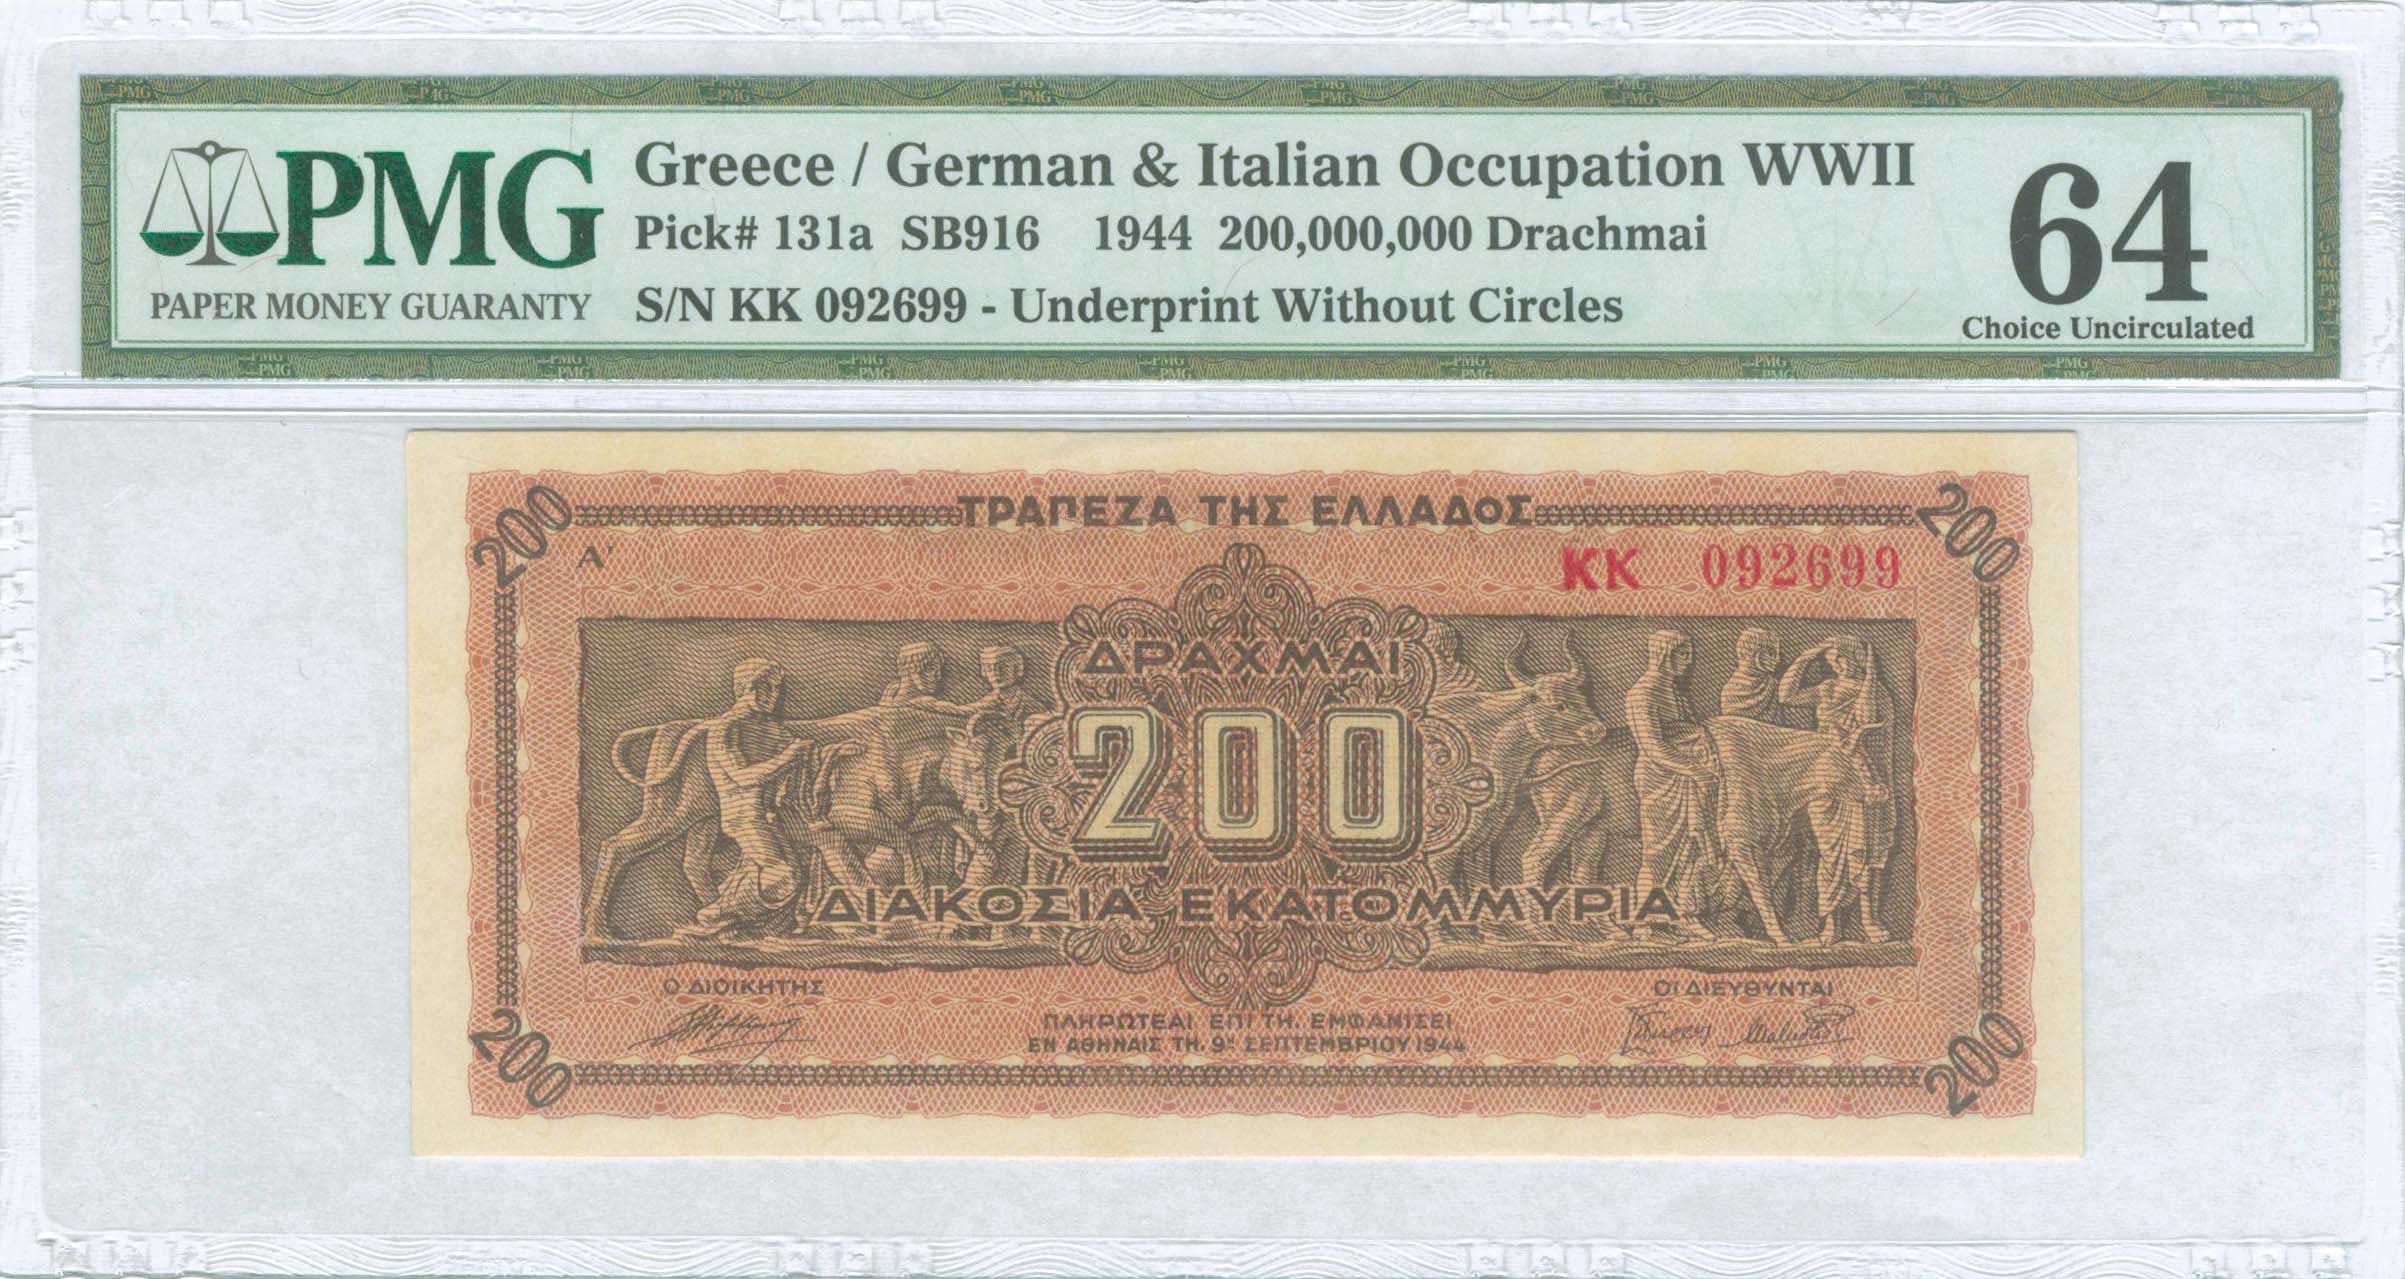 PMG
PAPER MONEY GUARANTY
Greece / German & Italian Occupation WWII
Pick# 131a SB916 1944 200,000,000 Drachmai
S/N KK 092699 - Underprint Without Circles
64
Choice Uncirculated
200
ΤΡΑΠΕΖΑ ΤΗΣ ΕΛΛΑΔΟΣ
200
Α'
ΚΚ 092699
ΔΡΑΧΜΑΙ
200
ΔΙΑΚΟΣΙΑ ΕΚΑΤΟΜΜΥΡΙΑ
Ο ΔΙΟΙΚΗΤΗΣ
ΟΙ ΔΙΕΥΘΥΝΤΑΙ
ΠΛΗΡΩΤΕΑΙ ΕΠΙ ΤΗ. ΕΜΦΑΝΙΣΕΙ
ΕΝ ΑΘΗΝΑΙΣ ΤΗ. 9ῃ ΣΕΠΤΕΜΒΡΙΟΥ 1944
200
200